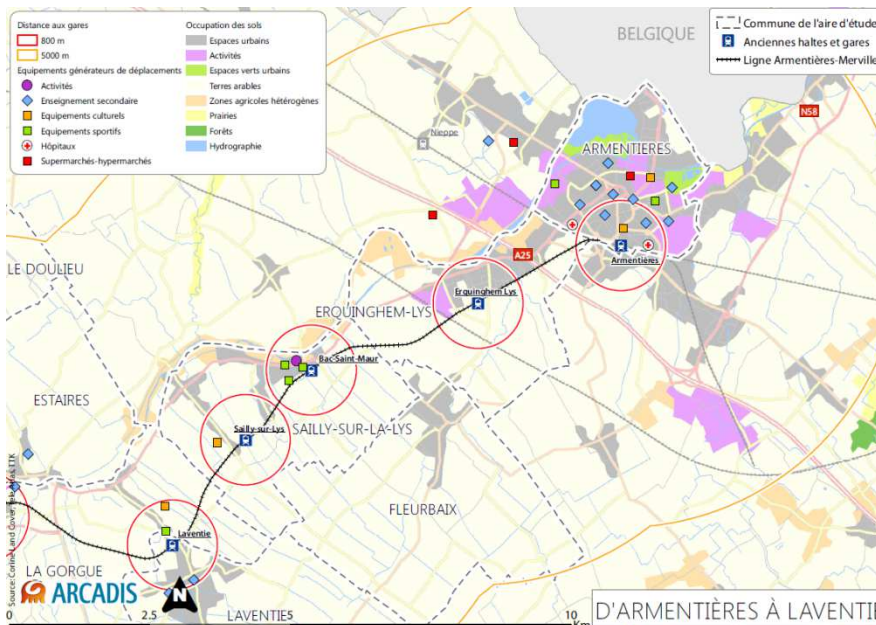 Distance aux gares
800 m
5000 m
Equipements générateurs de déplacements
Activités
Enseignement secondaire
Equipements culturels
Equipements sportifs
Hôpitaux
Supermarchés-hypermarchés
Occupation des sols
Espaces urbains
Activités
Espaces verts urbains
Terres arables
Zones agricoles hétérogènes
Prairies
Forêts
Hydrographie
Commune de l'aire d'étude
Anciennes haltes et gares
Ligne Armentières-Merville
BELGIQUE
N58
Nieppe
ARMENTIERES
A25
Armentières
LE DOULIEU
Erquinghem Lys
ERQUINGHEM-LYS
Bac-Saint-Maur
ESTAIRES
Sailly-sur-Lys
SAILLY-SUR-LA-LYS
FLEURBAIX
Laventie
LA GORGUE
ARCADIS
N
LAVENTIE
0 2.5 5 10
Km
D'ARMENTIÈRES À LAVENTIE